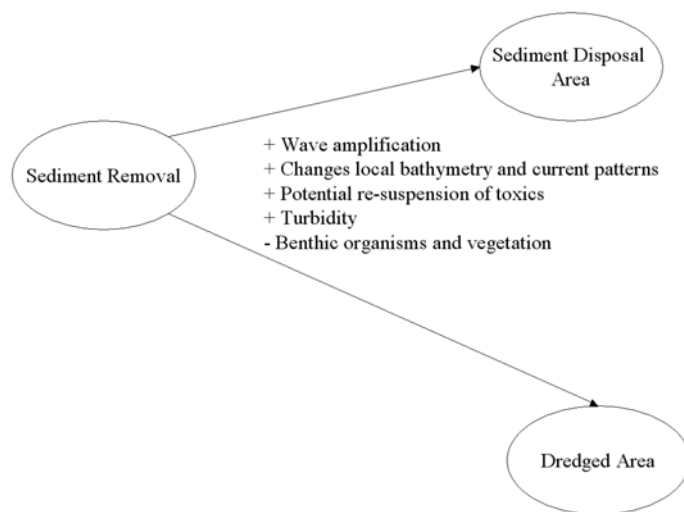 Sediment Disposal
Area
Sediment Removal
+ Wave amplification
+ Changes local bathymetry and current patterns
+ Potential re-suspension of toxics
+ Turbidity
- Benthic organisms and vegetation
Dredged Area